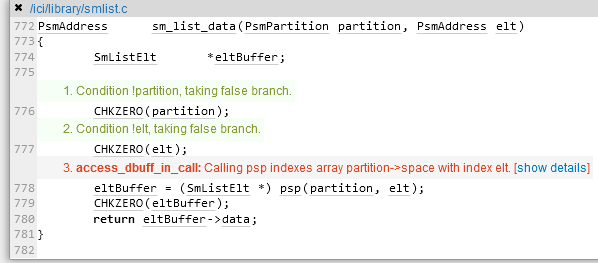 ✖ /ici/library/smlist.c
772 PsmAddress sm_list_data(PsmPartition partition, PsmAddress elt)
773 {
774 SmListElt *eltBuffer;
775
1. Condition !partition, taking false branch.
776 CHKZERO(partition);
2. Condition !elt, taking false branch.
777 CHKZERO(elt);
3. access_dbuff_in_call: Calling psp indexes array partition->space with index elt. [show details]
778 eltBuffer = (SmListElt *) psp(partition, elt);
779 CHKZERO(eltBuffer);
780 return eltBuffer->data;
781 }
782